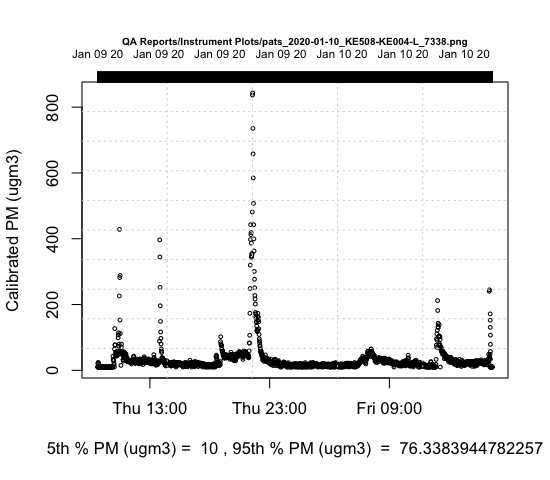 QA Reports/Instrument Plots/pats_2020-01-10_KE508-KE004-L_7338.png
Jan 09 20 Jan 09 20 Jan 09 20 Jan 09 20 Jan 10 20 Jan 10 20 Jan 10 20
Calibrated PM (ugm3)
800
600
400
200
0
Thu 13:00 Thu 23:00 Fri 09:00
5th % PM (ugm3) = 10 , 95th % PM (ugm3) = 76.3383944782257